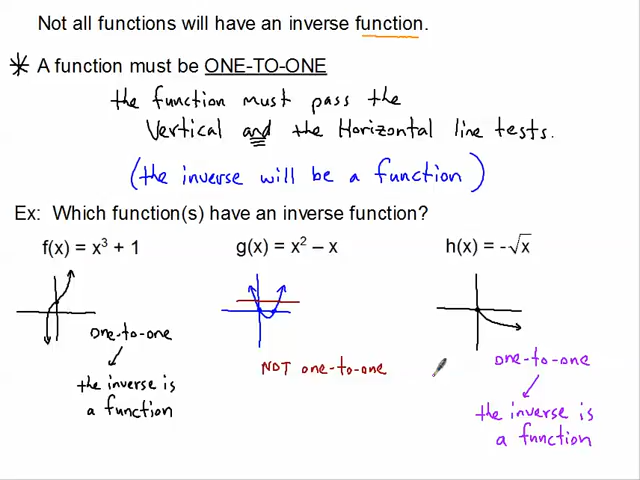 Not all functions will have an inverse function.
* A function must be ONE-TO-ONE
the function must pass the
Vertical and the Horizontal line tests.
(the inverse will be a function)
Ex: Which function(s) have an inverse function?
f(x) = x³ + 1 g(x) = x² – x h(x) = -√x
one-to-one
the inverse is
a function
NOT one-to-one
one-to-one
the inverse is
a function